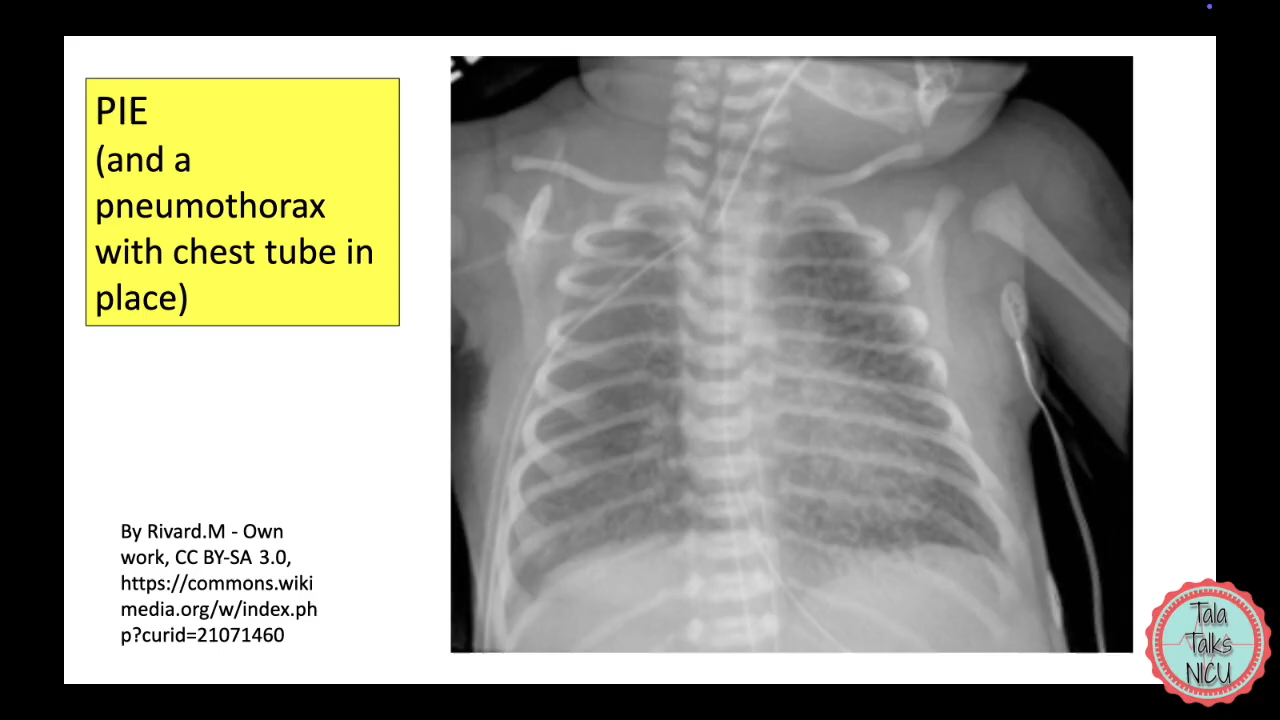 PIE
(and a
pneumothorax
with chest tube in
place)
By Rivard.M - Own
work, CC BY-SA 3.0,
https://commons.wiki
media.org/w/index.ph
p?curid=21071460
Tala
Talks
NICU